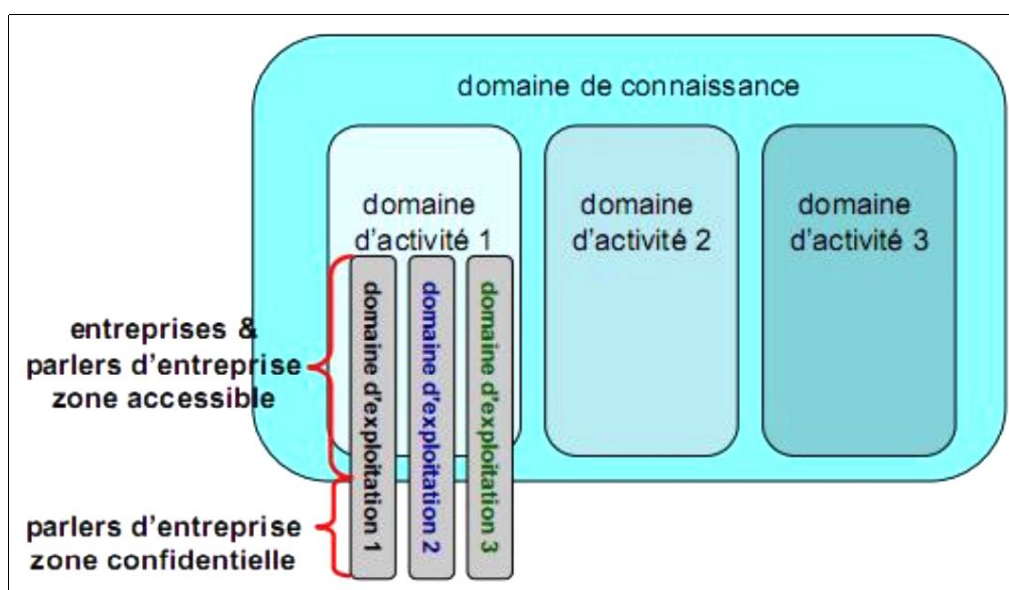 domaine de connaissance
domaine
d'activité 1
domaine
d'activité 2
domaine
d'activité 3
entreprises &
parlers d'entreprise
zone accessible
domaine d'exploitation 1
domaine d'exploitation 2
domaine d'exploitation 3
parlers d'entreprise
zone confidentielle